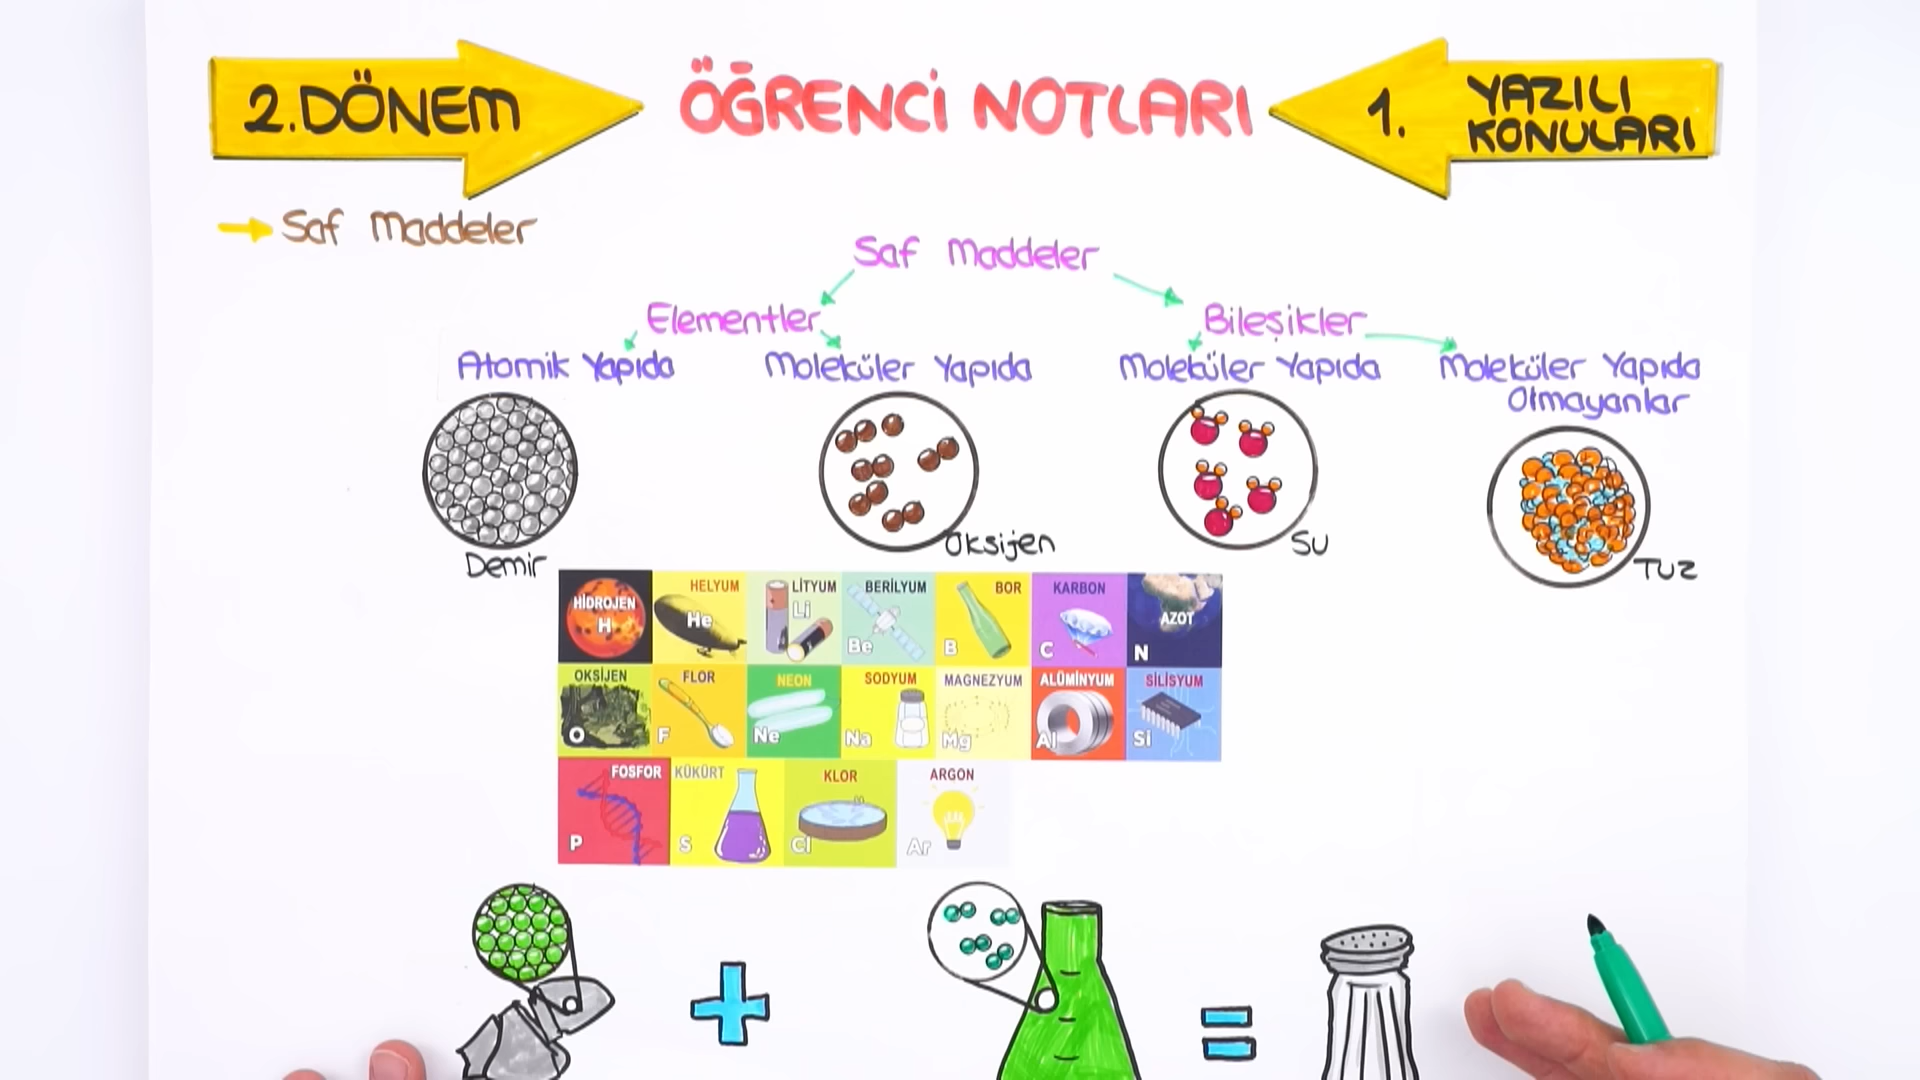 2.DÖNEM
ÖĞRENCİ NOTLARI
1. YAZILI
KONULARI
Saf Maddeler
Saf Maddeler
Elementler
Bileşikler
Atomik Yapıda
Moleküler Yapıda
Moleküler Yapıda
Moleküler Yapıda
Olmayanlar
Demir
Oksijen
Su
TUZ
HİDROJEN
H
HELYUM
He
LİTYUM
Li
BERİLYUM
Be
BOR
B
KARBON
C
AZOT
N
OKSİJEN
O
FLOR
F
NEON
Ne
SODYUM
Na
MAGNEZYUM
Mg
ALÜMİNYUM
Al
SİLİSYUM
Si
FOSFOR
P
KÜKÜRT
S
KLOR
Cl
ARGON
Ar
+
=